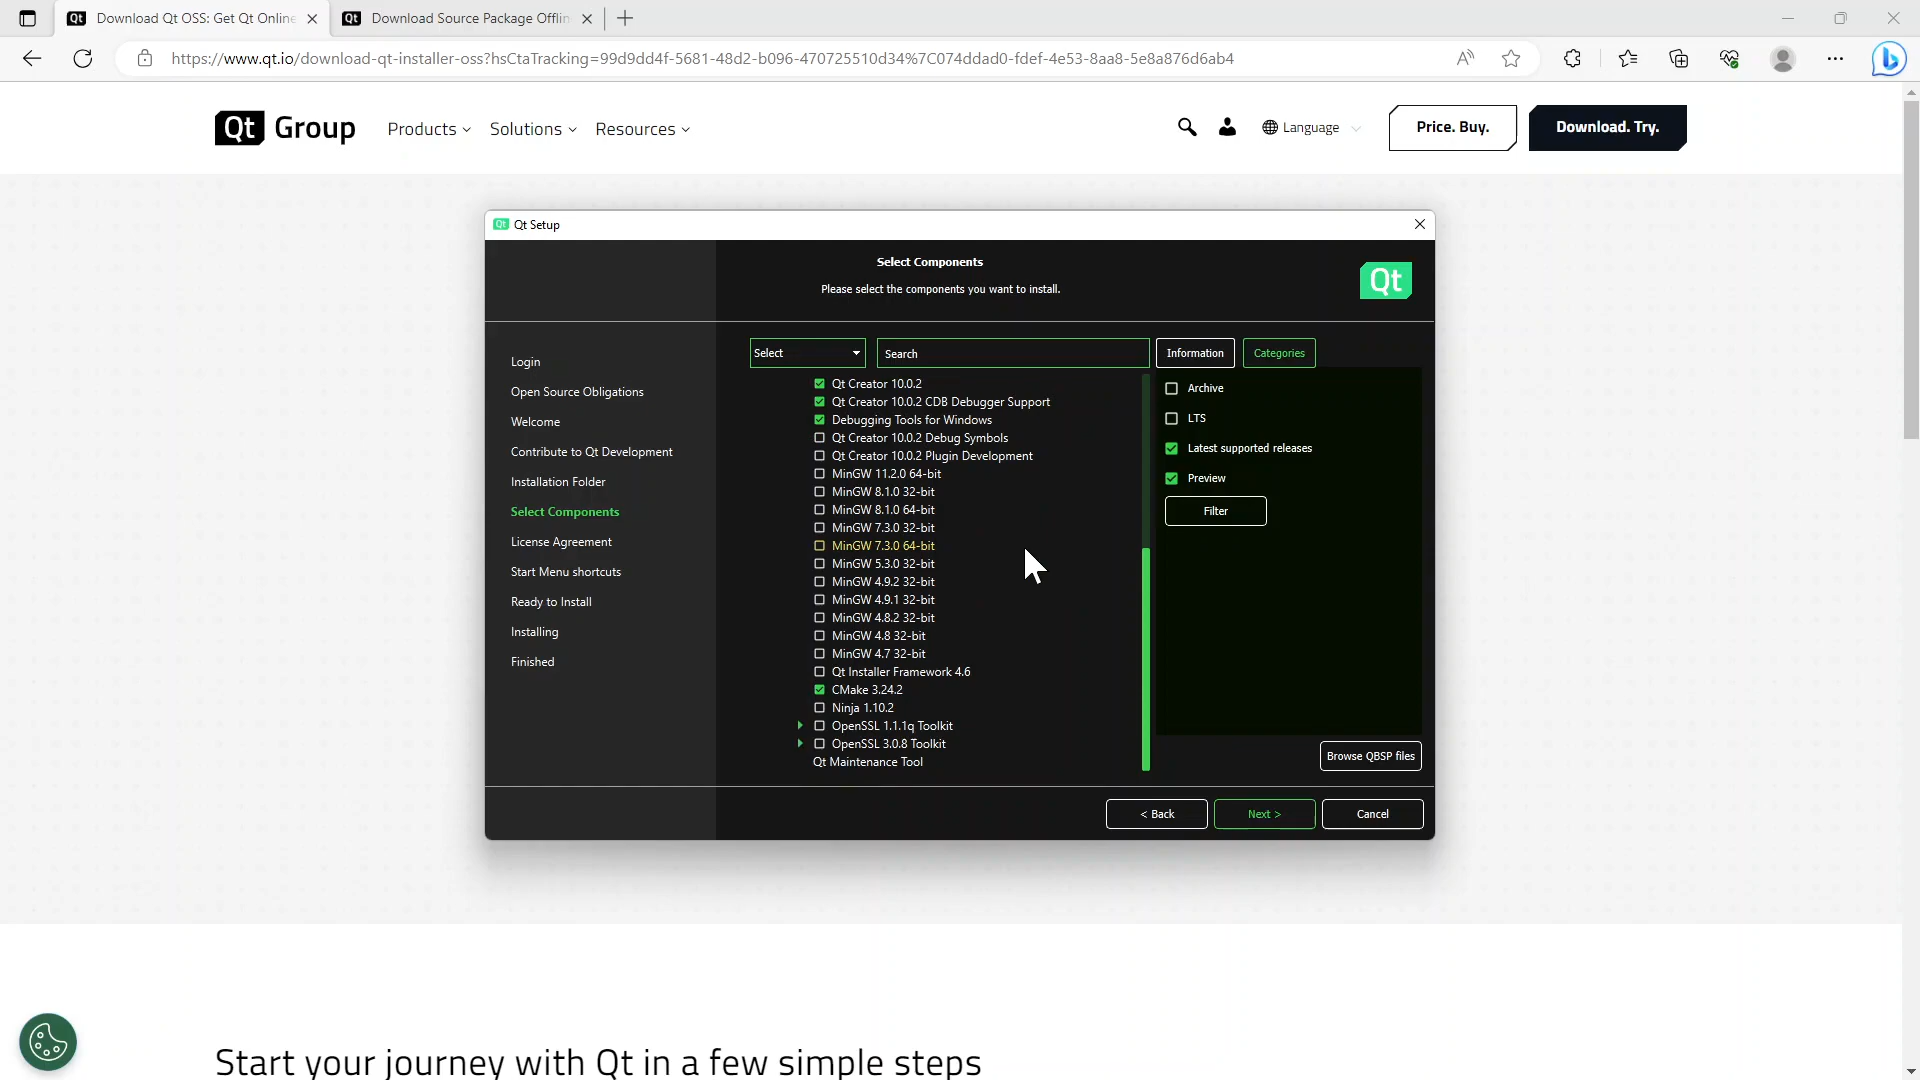 Download Qt OSS: Get Qt Online
Download Source Package Offlin
https://www.qt.io/download-qt-installer-oss?hsCtaTracking=99d9dd4f-5681-48d2-b096-470725510d34%7C074ddad0-fdef-4e53-8aa8-5e8a876d6ab4
Qt Group
Products
Solutions
Resources
Language
Price. Buy.
Download. Try.
Qt Setup
Select Components
Please select the components you want to install.
Qt
Login
Open Source Obligations
Welcome
Contribute to Qt Development
Installation Folder
Select Components
License Agreement
Start Menu shortcuts
Ready to Install
Installing
Finished
Select
Search
Information
Categories
Qt Creator 10.0.2
Qt Creator 10.0.2 CDB Debugger Support
Debugging Tools for Windows
Qt Creator 10.0.2 Debug Symbols
Qt Creator 10.0.2 Plugin Development
MinGW 11.2.0 64-bit
MinGW 8.1.0 32-bit
MinGW 8.1.0 64-bit
MinGW 7.3.0 32-bit
MinGW 7.3.0 64-bit
MinGW 5.3.0 32-bit
MinGW 4.9.2 32-bit
MinGW 4.9.1 32-bit
MinGW 4.8.2 32-bit
MinGW 4.8 32-bit
MinGW 4.7 32-bit
Qt Installer Framework 4.6
CMake 3.24.2
Ninja 1.10.2
OpenSSL 1.1.1q Toolkit
OpenSSL 3.0.8 Toolkit
Qt Maintenance Tool
Archive
LTS
Latest supported releases
Preview
Filter
Browse QBSP files
< Back
Next >
Cancel
Start your journey with Qt in a few simple steps